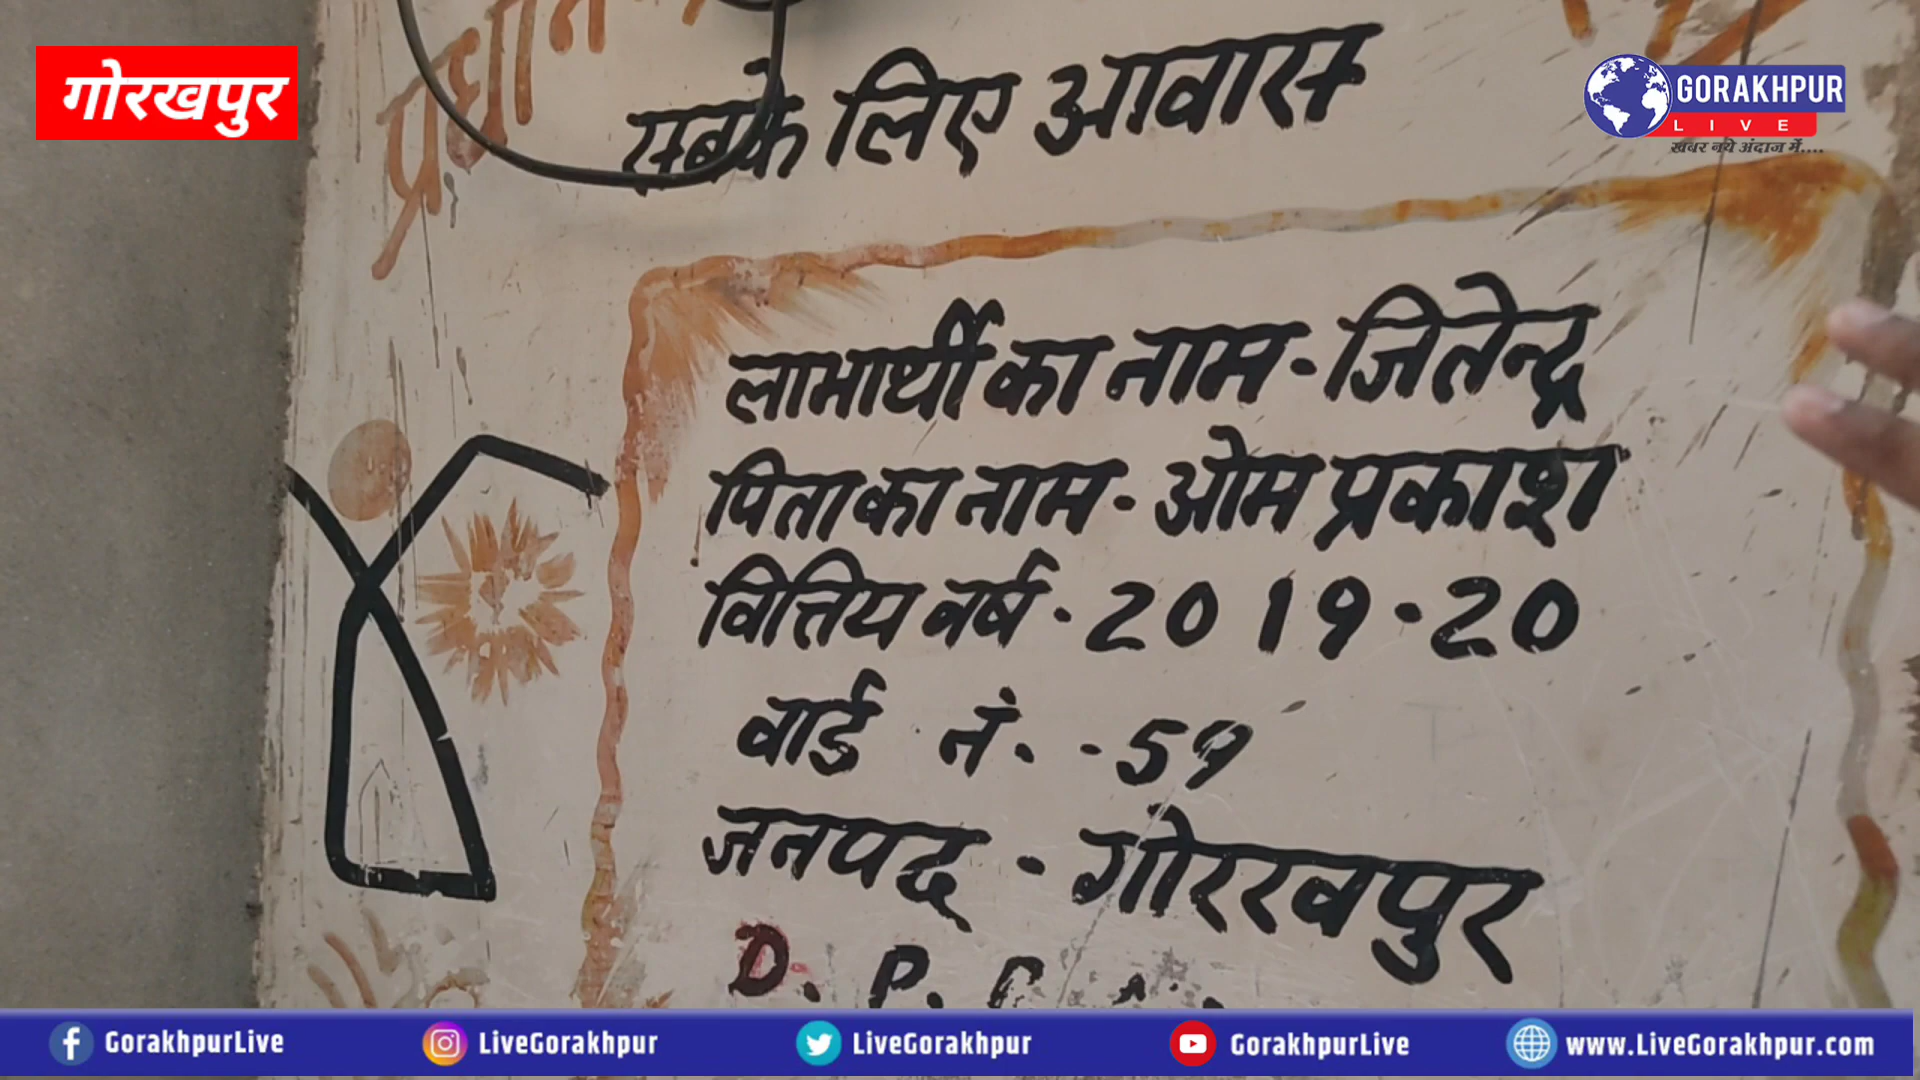 गोरखपुर
GORAKHPUR
LIVE
खबर नये अंदाज में....
सबके लिए आवास
लाभार्थी का नाम - जितेन्द्र
पिता का नाम - ओम प्रकाश
वित्तिय वर्ष - 2019-20
वार्ड नं. - 59
जनपद - गोरखपुर
D. P.
GorakhpurLive
LiveGorakhpur
LiveGorakhpur
GorakhpurLive
www.LiveGorakhpur.com